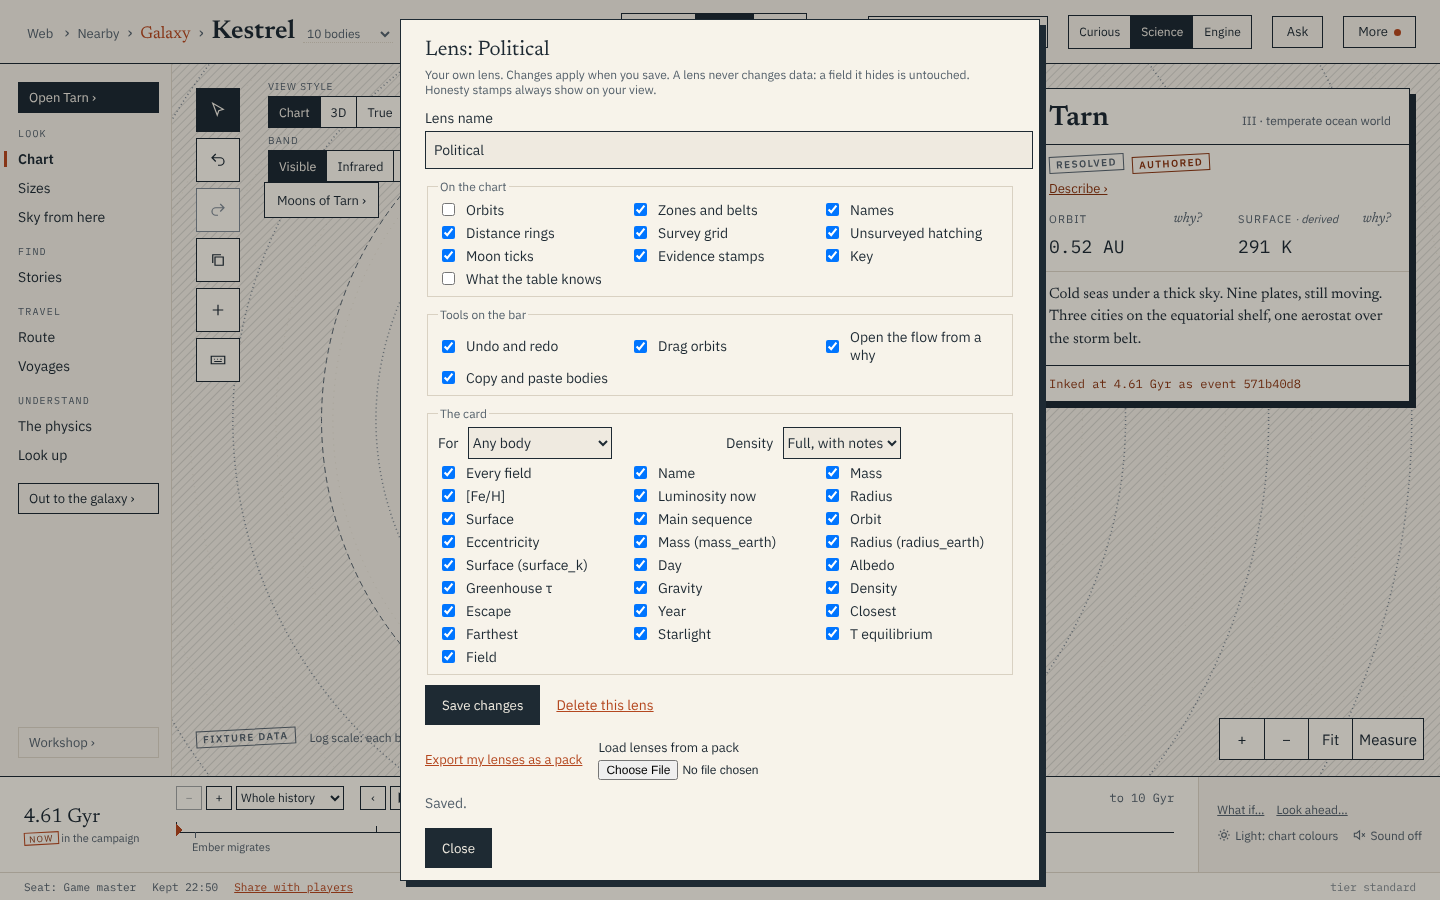 Web › Nearby › Galaxy › Kestrel 10 bodies
Curious Science Engine Ask More
Open Tarn ›
LOOK
Chart
Sizes
Sky from here
FIND
Stories
TRAVEL
Route
Voyages
UNDERSTAND
The physics
Look up
Out to the galaxy ›
Workshop ›
VIEW STYLE
Chart 3D True
BAND
Visible Infrared
Moons of Tarn ›
FIXTURE DATA Log scale: each b
Lens: Political
Your own lens. Changes apply when you save. A lens never changes data: a field it hides is untouched.
Honesty stamps always show on your view.
Lens name
Political
On the chart
Orbits Zones and belts Names
Distance rings Survey grid Unsurveyed hatching
Moon ticks Evidence stamps Key
What the table knows
Tools on the bar
Undo and redo Drag orbits Open the flow from a
why
Copy and paste bodies
The card
For Any body Density Full, with notes
Every field Name Mass
[Fe/H] Luminosity now Radius
Surface Main sequence Orbit
Eccentricity Mass (mass_earth) Radius (radius_earth)
Surface (surface_k) Day Albedo
Greenhouse τ Gravity Density
Escape Year Closest
Farthest Starlight T equilibrium
Field
Save changes Delete this lens
Export my lenses as a pack
Load lenses from a pack
Choose File No file chosen
Saved.
Close
Tarn III · temperate ocean world
RESOLVED AUTHORED
Describe ›
ORBIT why? SURFACE · derived why?
0.52 AU 291 K
Cold seas under a thick sky. Nine plates, still moving.
Three cities on the equatorial shelf, one aerostat over
the storm belt.
Inked at 4.61 Gyr as event 571b40d8
+ − Fit Measure
4.61 Gyr
NOW in the campaign
− + Whole history ‹
Ember migrates
to 10 Gyr
What if... Look ahead...
Light: chart colours Sound off
Seat: Game master Kept 22:50 Share with players
tier standard